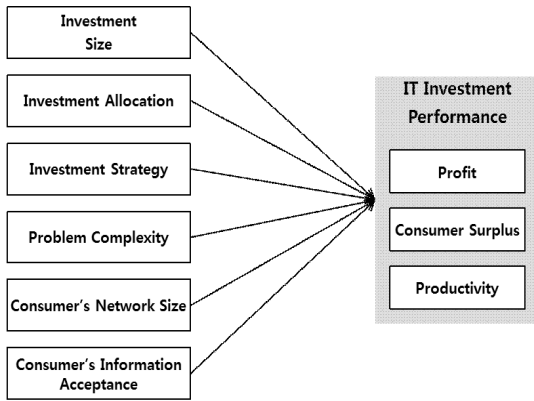 Investment
Size
Investment Allocation
Investment Strategy
Problem Complexity
Consumer's Network Size
Consumer's Information
Acceptance
IT Investment
Performance
Profit
Consumer Surplus
Productivity